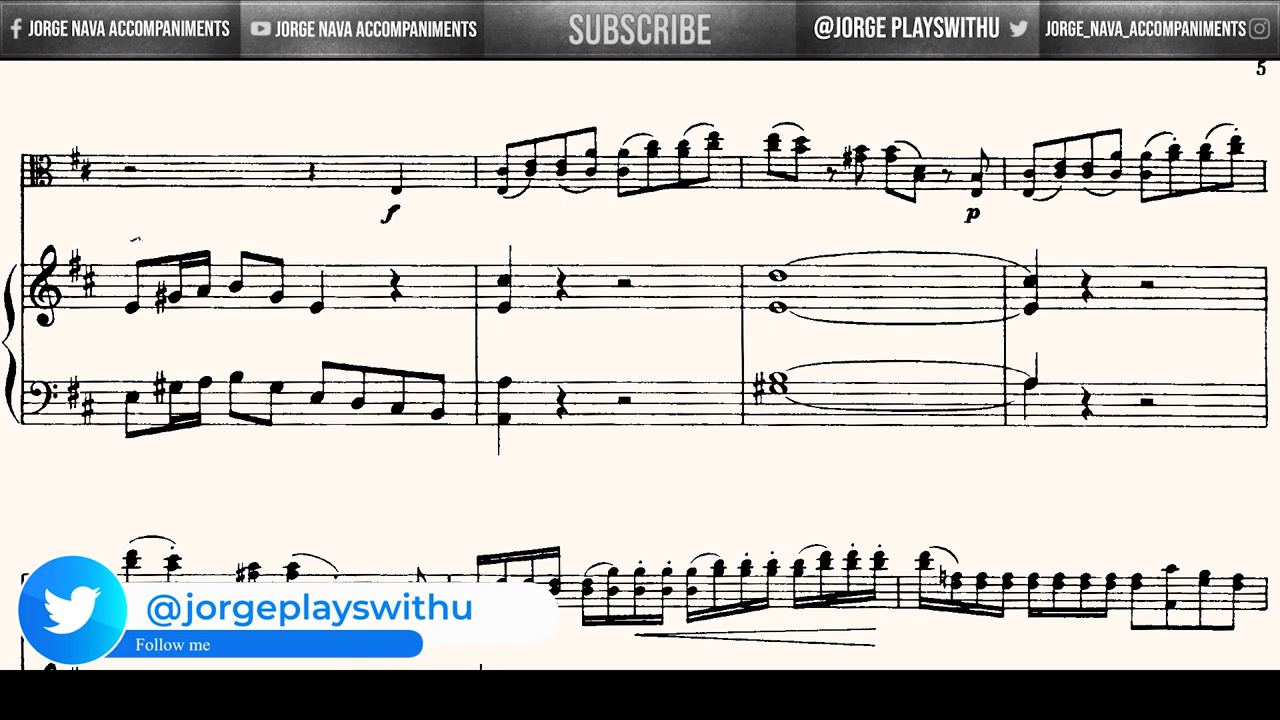 JORGE NAVA ACCOMPANIMENTS JORGE NAVA ACCOMPANIMENTS SUBSCRIBE @JORGE PLAYSWITHU JORGE_NAVA_ACCOMPANIMENTS
5
f
p
@jorgeplayswithu
Follow me